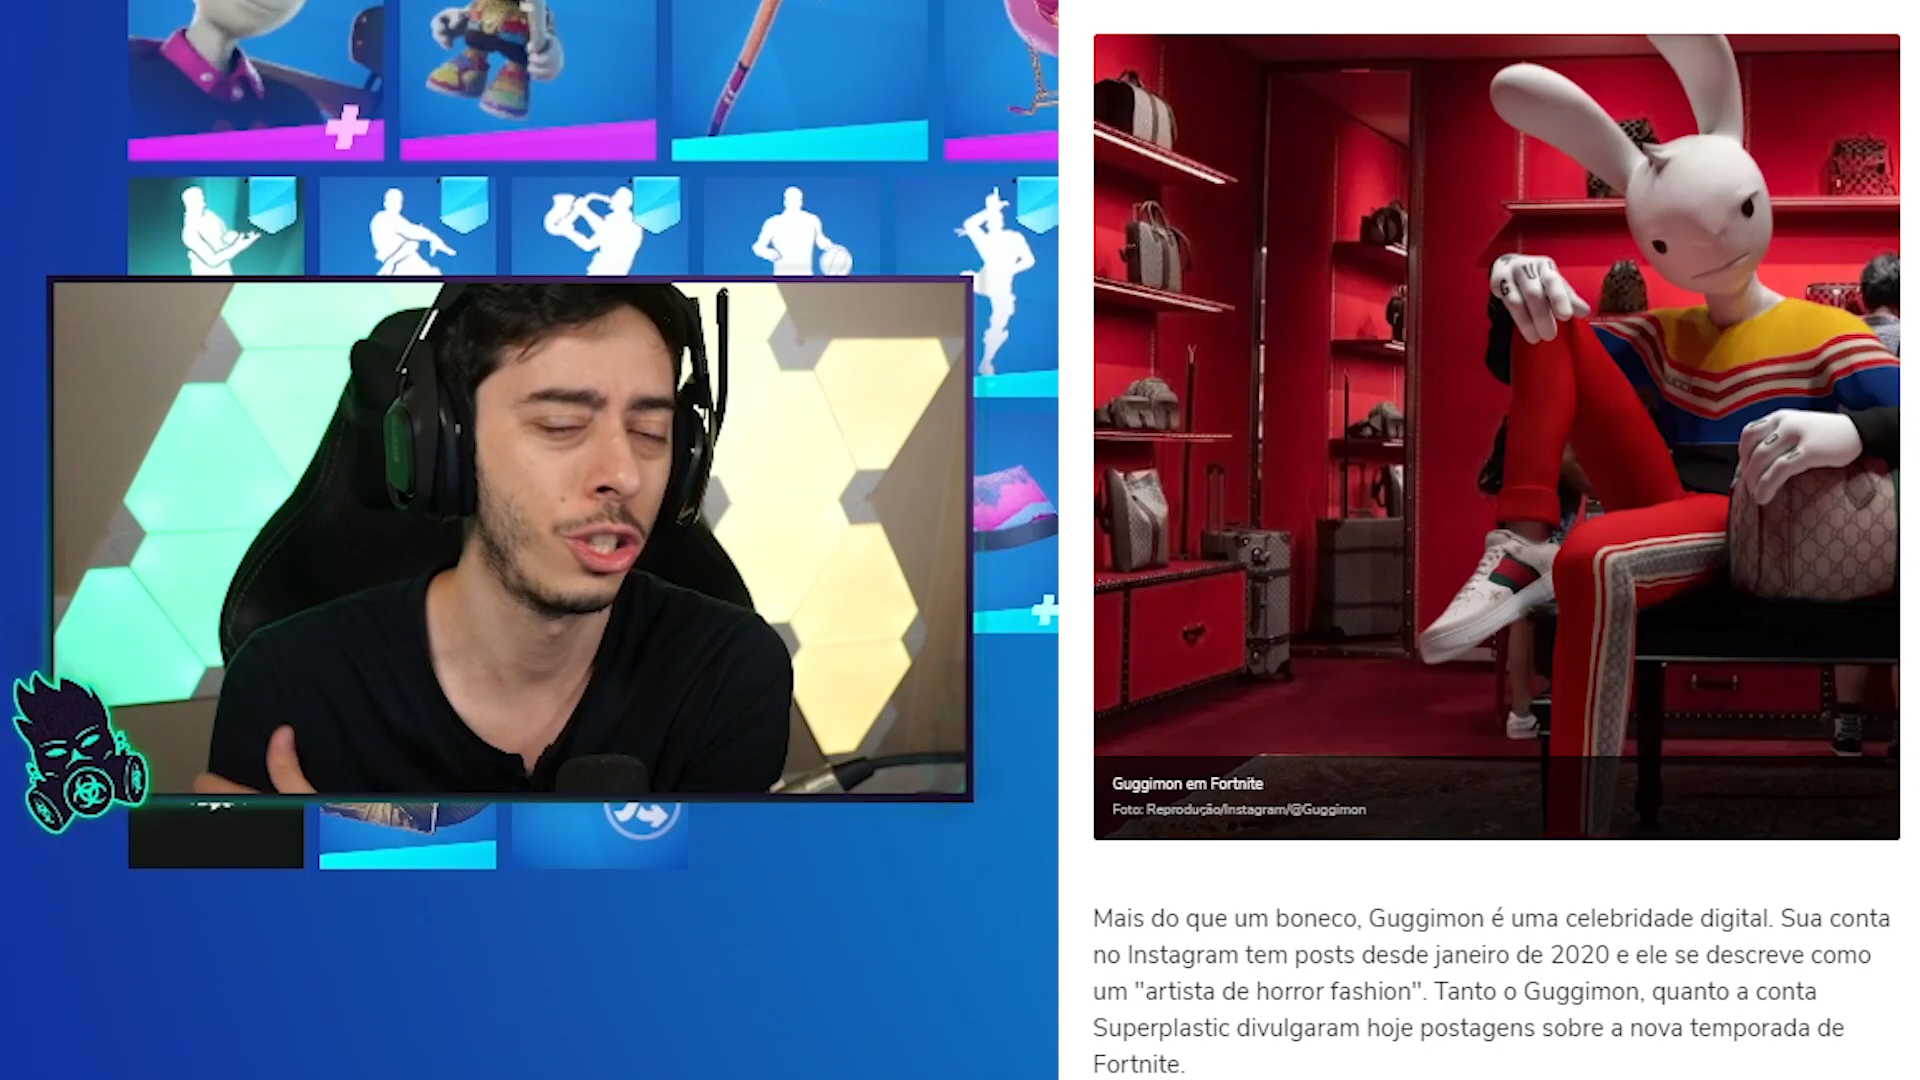 Guggimon em Fortnite
Foto: Reprodução/Instagram/@Guggimon
Mais do que um boneco, Guggimon é uma celebridade digital. Sua conta
no Instagram tem posts desde janeiro de 2020 e ele se descreve como
um "artista de horror fashion". Tanto o Guggimon, quanto a conta
Superplastic divulgaram hoje postagens sobre a nova temporada de
Fortnite.